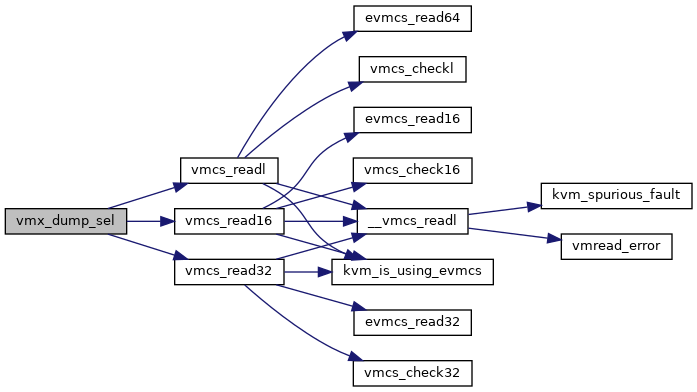 evmcs_read64
vmcs_checkl
evmcs_read16
vmcs_readl
vmcs_check16
kvm_spurious_fault
vmx_dump_sel
vmcs_read16
__vmcs_readl
vmread_error
vmcs_read32
kvm_is_using_evmcs
evmcs_read32
vmcs_check32